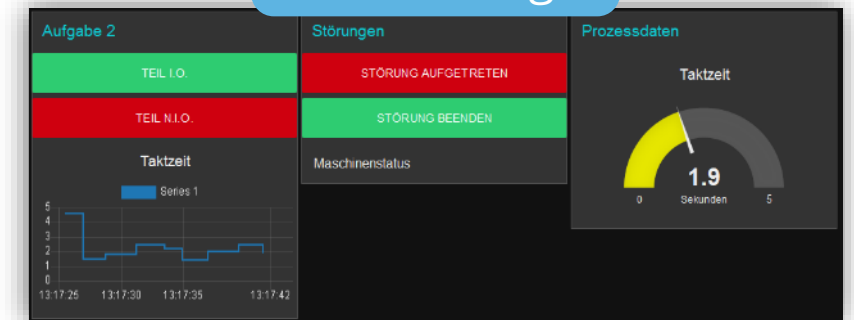 Aufgabe 2
TEIL I.O.
TEIL N.I.O.
Taktzeit
Series 1
5
4
3
2
1
0
13:17:25 13:17:30 13:17:35 13:17:42
Störungen
STÖRUNG AUFGETRETEN
STÖRUNG BEENDEN
Maschinenstatus
Prozessdaten
Taktzeit
1.9
0 Sekunden 5